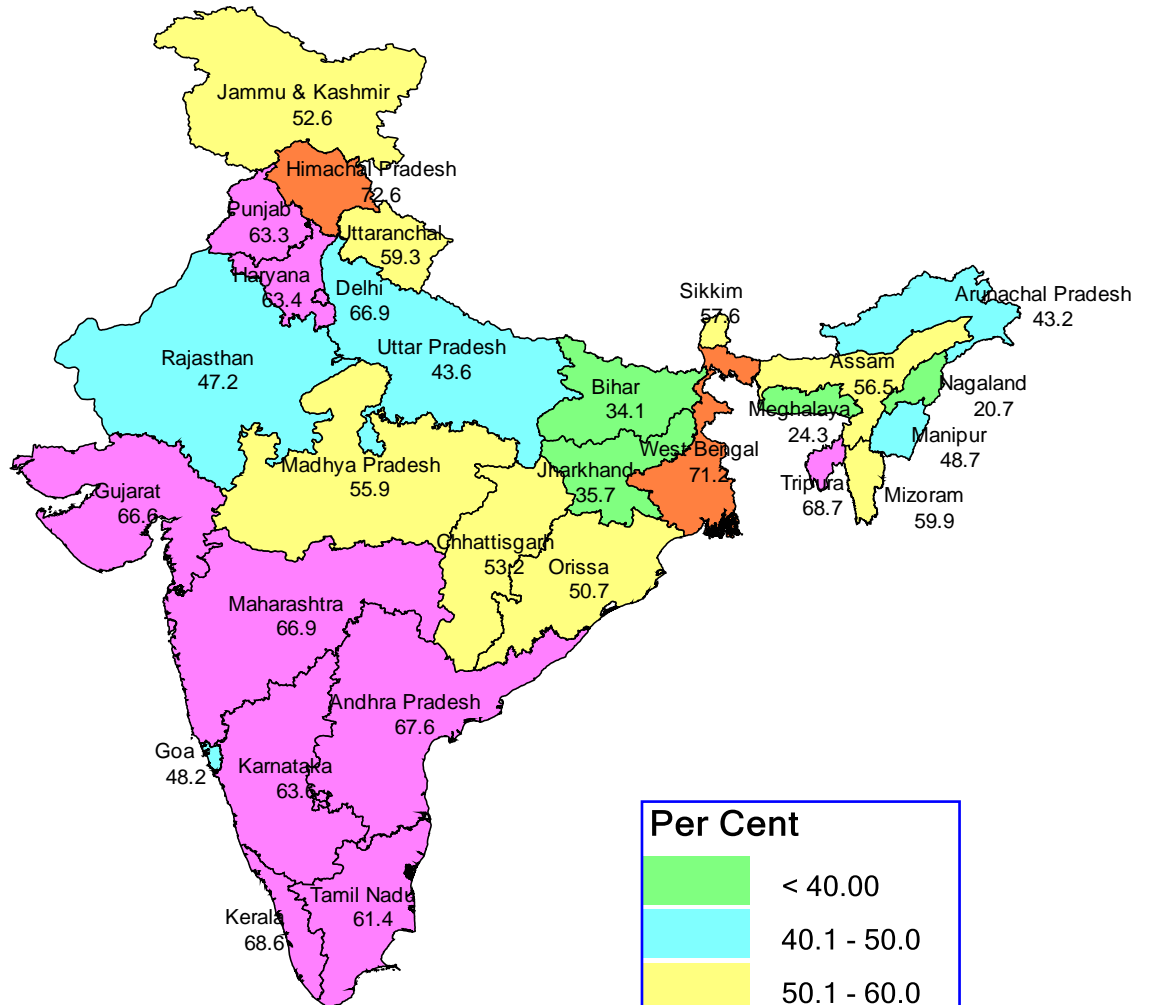 Jammu & Kashmir
52.6
Himachal Pradesh
72.6
Punjab
63.3
Uttaranchal
59.3
Haryana
63.4
Delhi
66.9
Sikkim
57.6
Arunachal Pradesh
43.2
Rajasthan
47.2
Uttar Pradesh
43.6
Bihar
34.1
Assam
56.5
Nagaland
20.7
Meghalaya
24.3
Manipur
48.7
West Bengal
71.2
Jharkhand
35.7
Tripura
68.7
Mizoram
59.9
Madhya Pradesh
55.9
Gujarat
66.6
Chhattisgarh
53.2
Orissa
50.7
Maharashtra
66.9
Andhra Pradesh
67.6
Goa
48.2
Karnataka
63.6
Tamil Nadu
61.4
Kerala
68.6
Per Cent
< 40.00
40.1 - 50.0
50.1 - 60.0